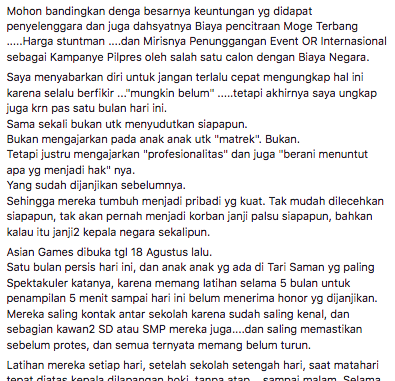 Mohon bandingkan denga besarnya keuntungan yg didapat
penyelenggara dan juga dahsyatnya Biaya pencitraan Moge Terbang
.....Harga stuntman ....dan Mirisnya Penunggangan Event OR Internasional
sebagai Kampanye Pilpres oleh salah satu calon dengan Biaya Negara.
Saya menyabarkan diri untuk jangan terlalu cepat mengungkap hal ini
karena selalu berfikir ..."mungkin belum" .....tetapi akhirnya saya ungkap
juga krn pas satu bulan hari ini.
Sama sekali bukan utk menyudutkan siapapun.
Bukan mengajarkan pada anak anak utk "matrek". Bukan.
Tetapi justru mengajarkan "profesionalitas" dan juga "berani menuntut
apa yg menjadi hak" nya.
Yang sudah dijanjikan sebelumnya.
Sehingga mereka tumbuh menjadi pribadi yg kuat. Tak mudah dilecehkan
siapapun, tak akan pernah menjadi korban janji palsu siapapun, bahkan
kalau itu janji2 kepala negara sekalipun.
Asian Games dibuka tgl 18 Agustus lalu.
Satu bulan persis hari ini, dan anak anak yg ada di Tari Saman yg paling
Spektakuler katanya, karena memang latihan selama 5 bulan untuk
penampilan 5 menit sampai hari ini belum menerima honor yg dijanjikan.
Mereka saling kontak antar sekolah karena sudah saling kenal, dan
sebagian kawan2 SD atau SMP mereka juga....dan saling memastikan
sebelum protes, dan semua ternyata memang belum turun.
Latihan mereka setiap hari, setelah sekolah setengah hari, saat matahari
tepat diatas kepala dilapangan hoki, tanpa atap....sampai malam. Selama